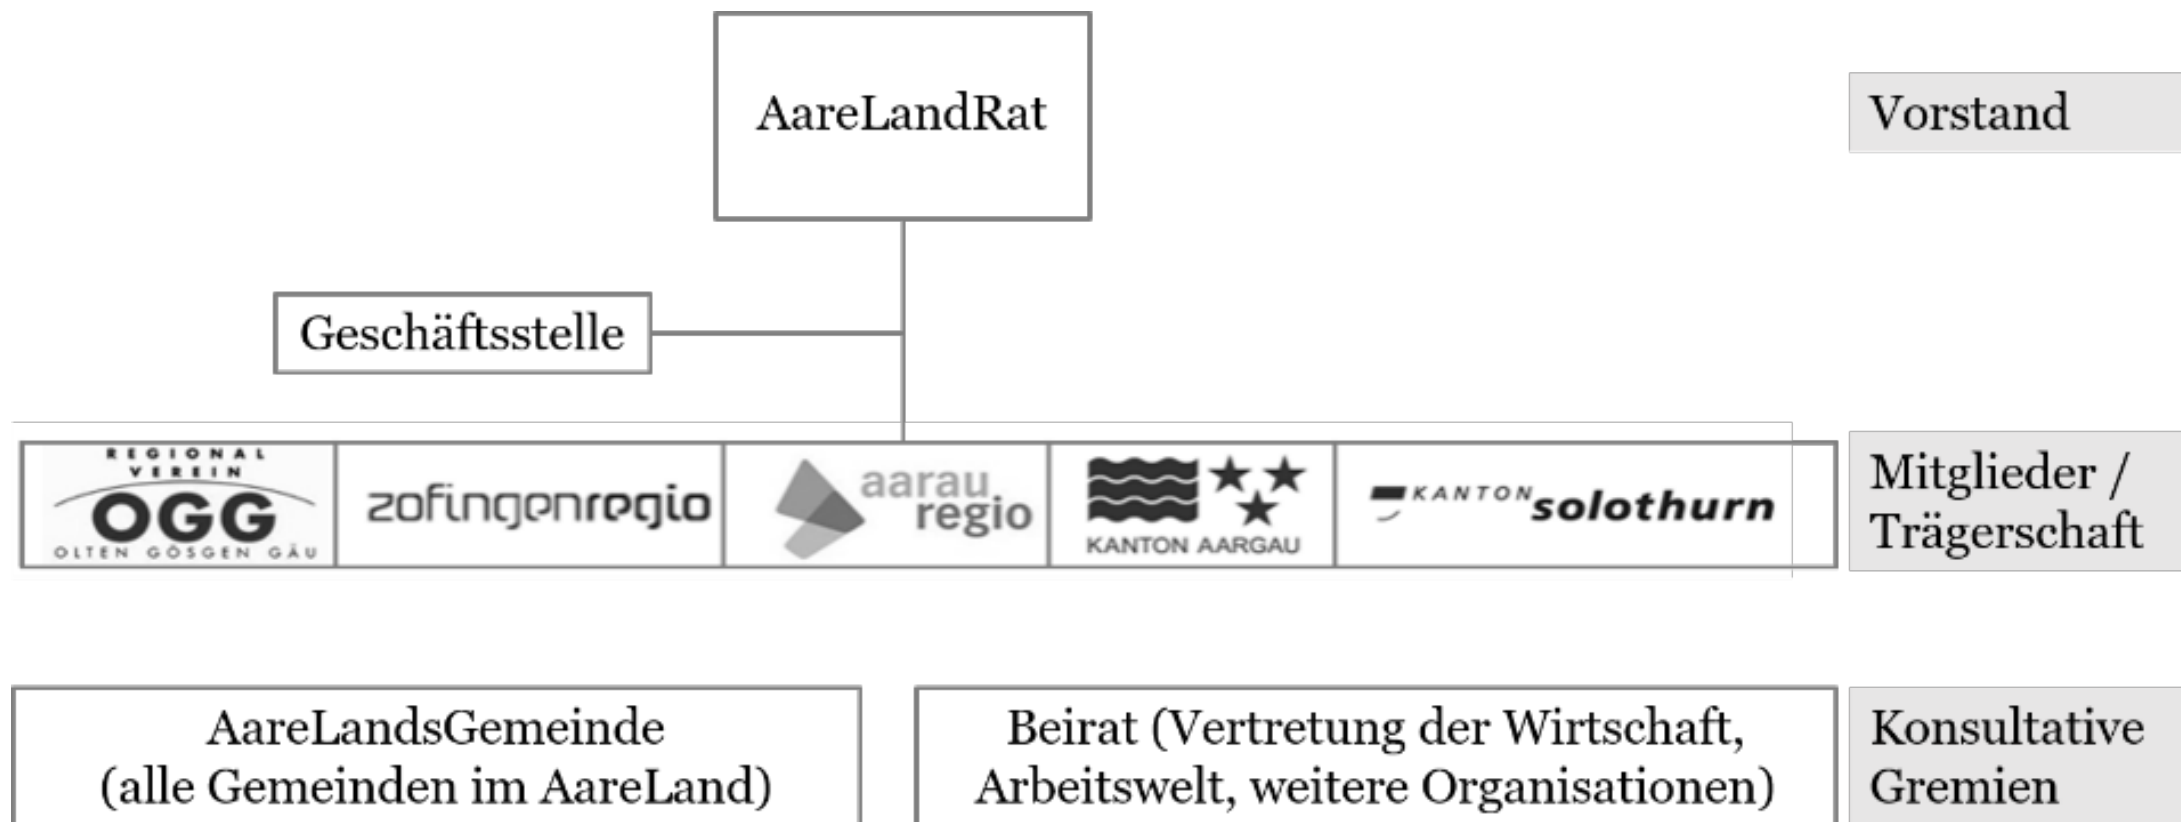 AareLandRat
Vorstand
Geschäftsstelle
REGIONAL
VEREIN
OGG
OLTEN GÖSGEN GÄU
zofingenregio
aarau
regio
KANTON AARGAU
KANTON solothurn
Mitglieder /
Trägerschaft
AareLandsGemeinde
(alle Gemeinden im AareLand)
Beirat (Vertretung der Wirtschaft,
Arbeitswelt, weitere Organisationen)
Konsultative
Gremien